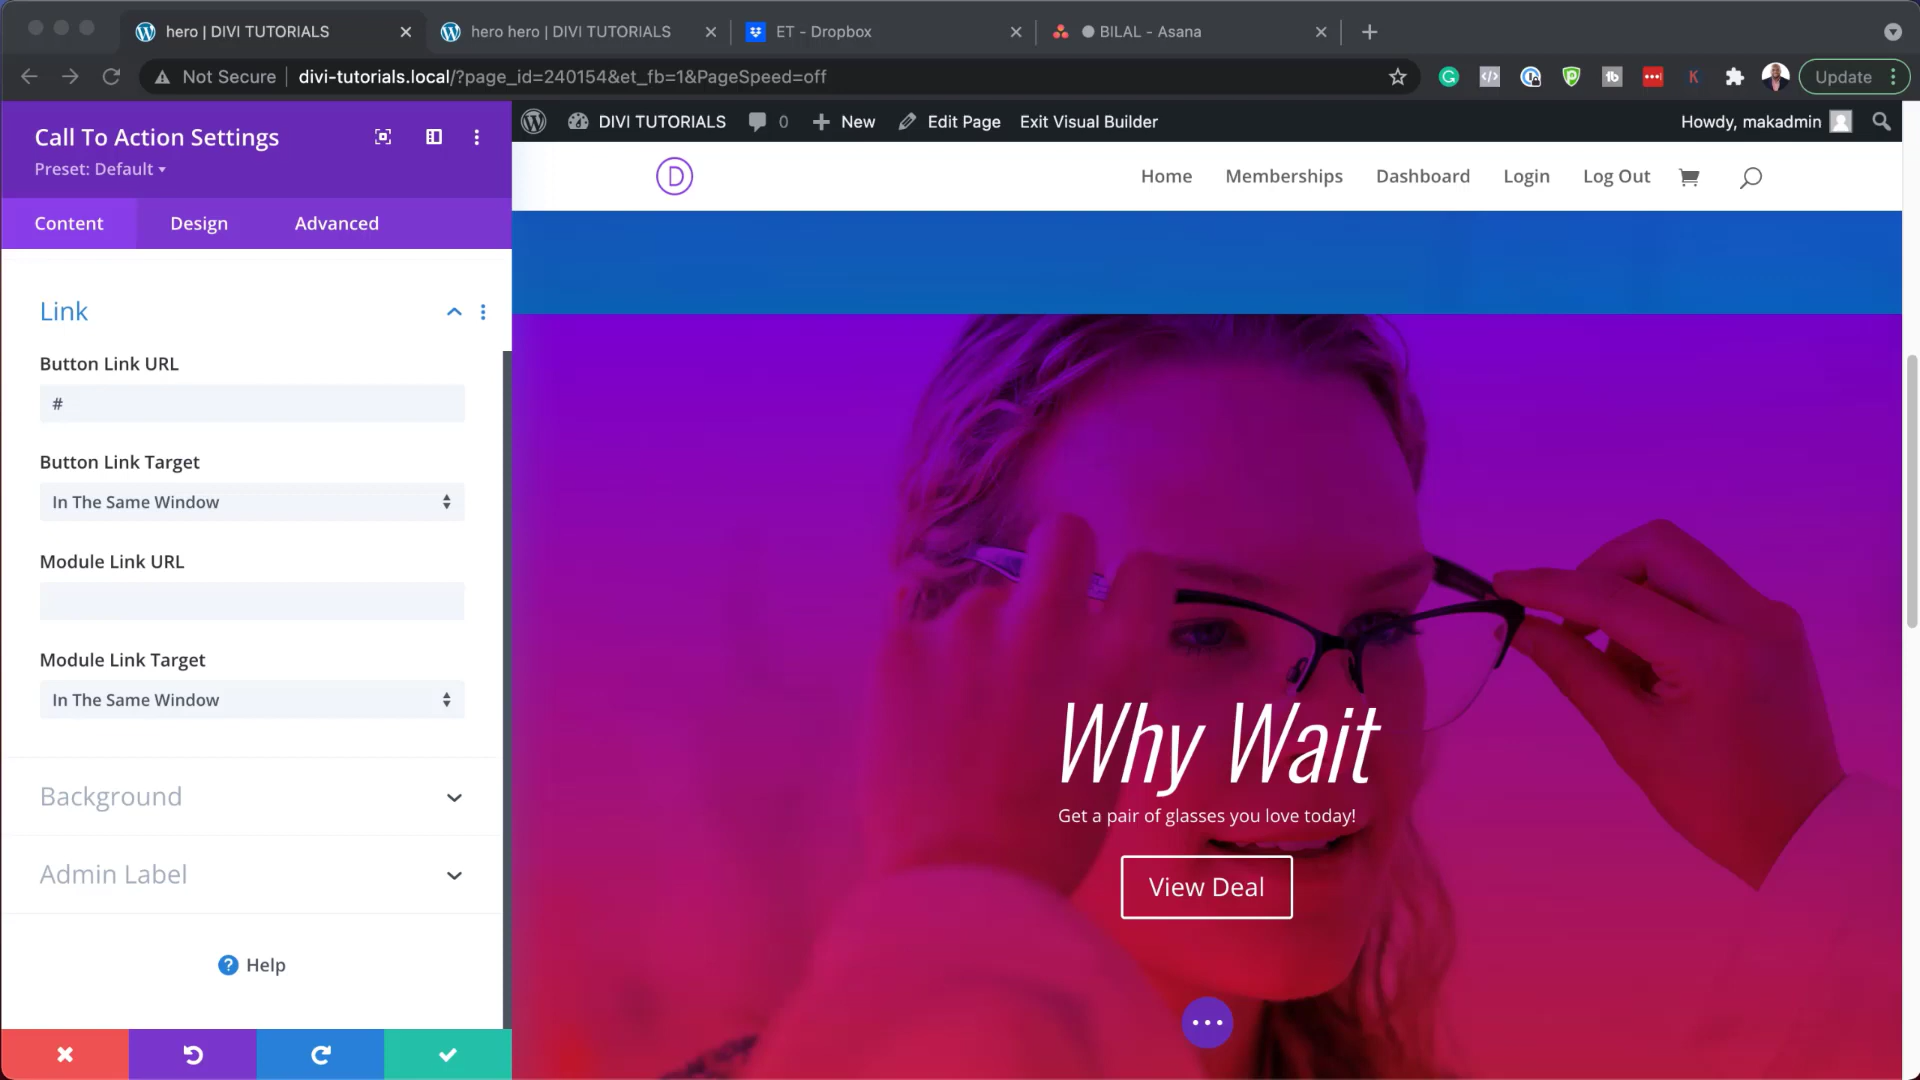 hero | DIVI TUTORIALS
hero hero | DIVI TUTORIALS
ET - Dropbox
BILAL - Asana
Not Secure
divi-tutorials.local/?page_id=240154&et_fb=1&PageSpeed=off
Update
Call To Action Settings
Preset: Default
Content
Design
Advanced
Link
Button Link URL
#
Button Link Target
In The Same Window
Module Link URL
Module Link Target
In The Same Window
Background
Admin Label
Help
DIVI TUTORIALS
0
New
Edit Page
Exit Visual Builder
Howdy, makadmin
D
Home
Memberships
Dashboard
Login
Log Out
Why Wait
Get a pair of glasses you love today!
View Deal